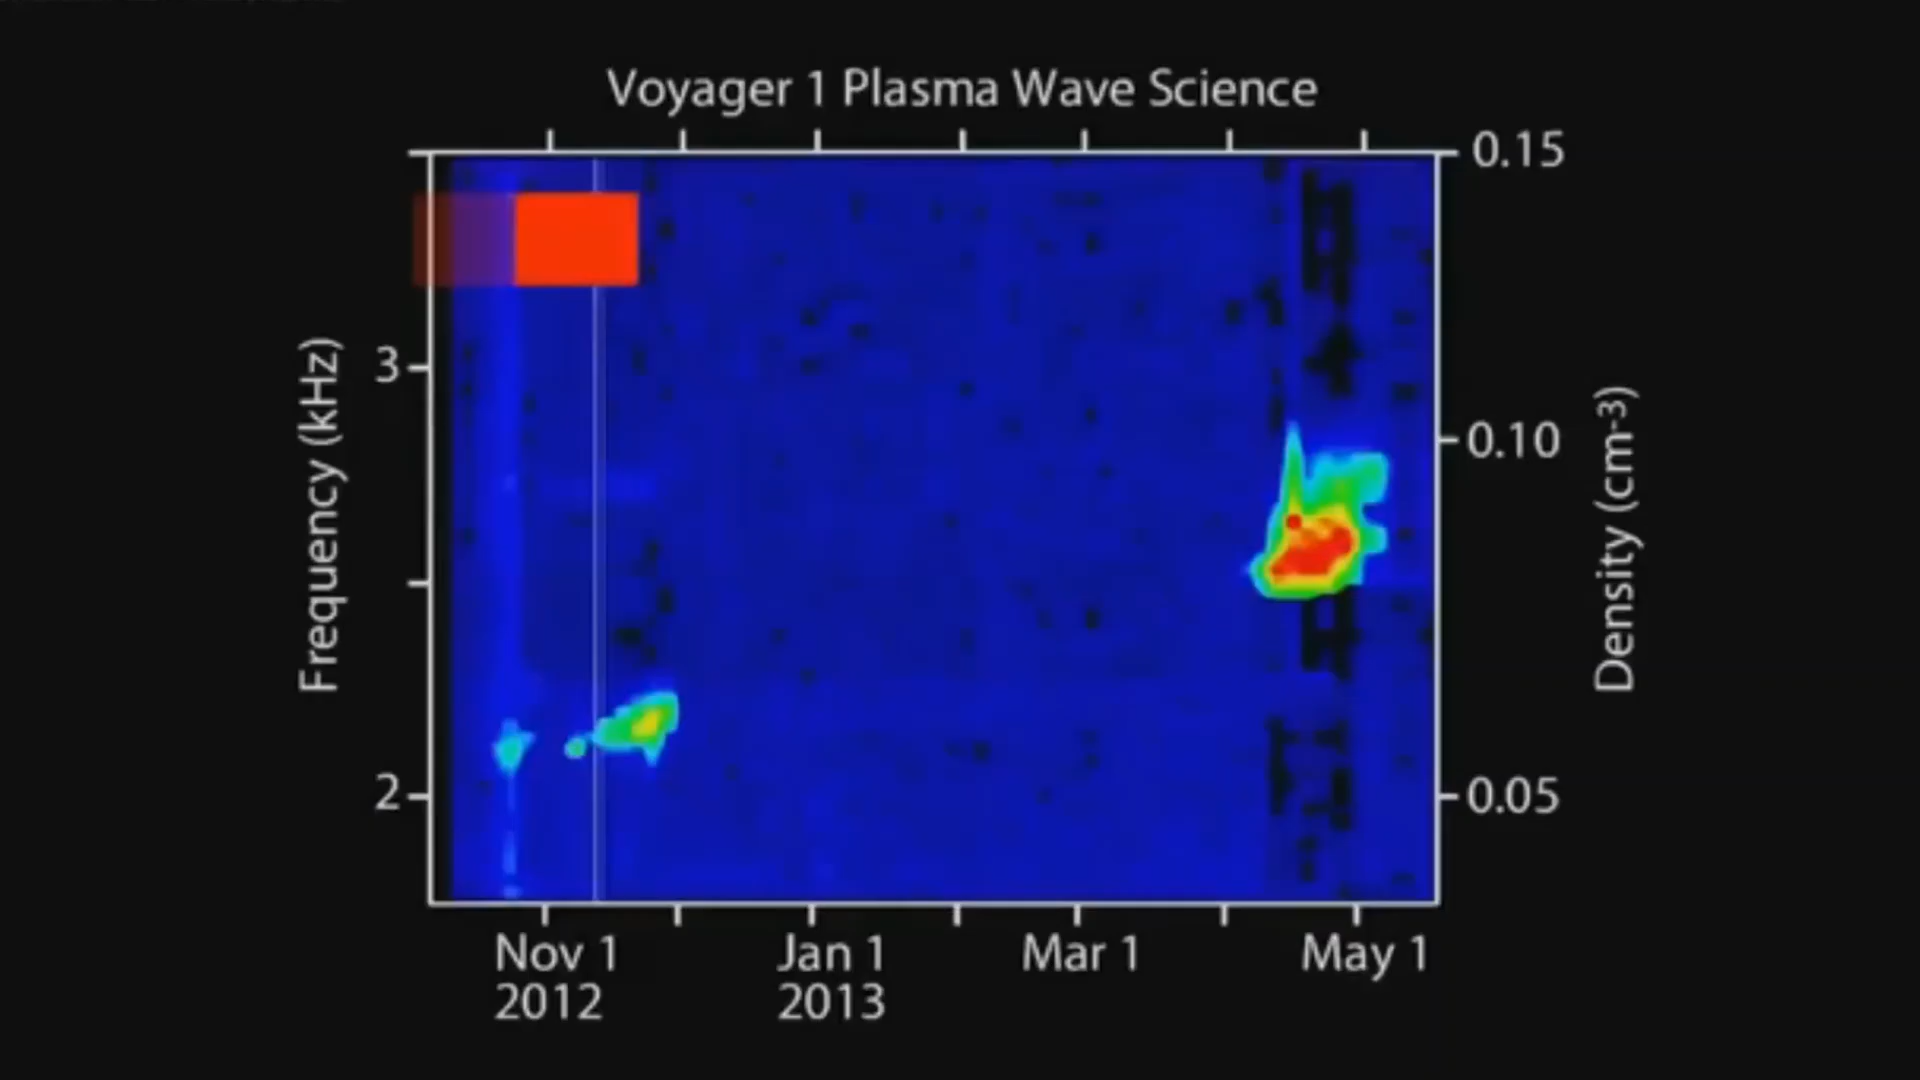 Voyager 1 Plasma Wave Science
0.15
3
0.10
2
0.05
Frequency (kHz)
Density (cm-3)
Nov 1
2012
Jan 1
2013
Mar 1
May 1